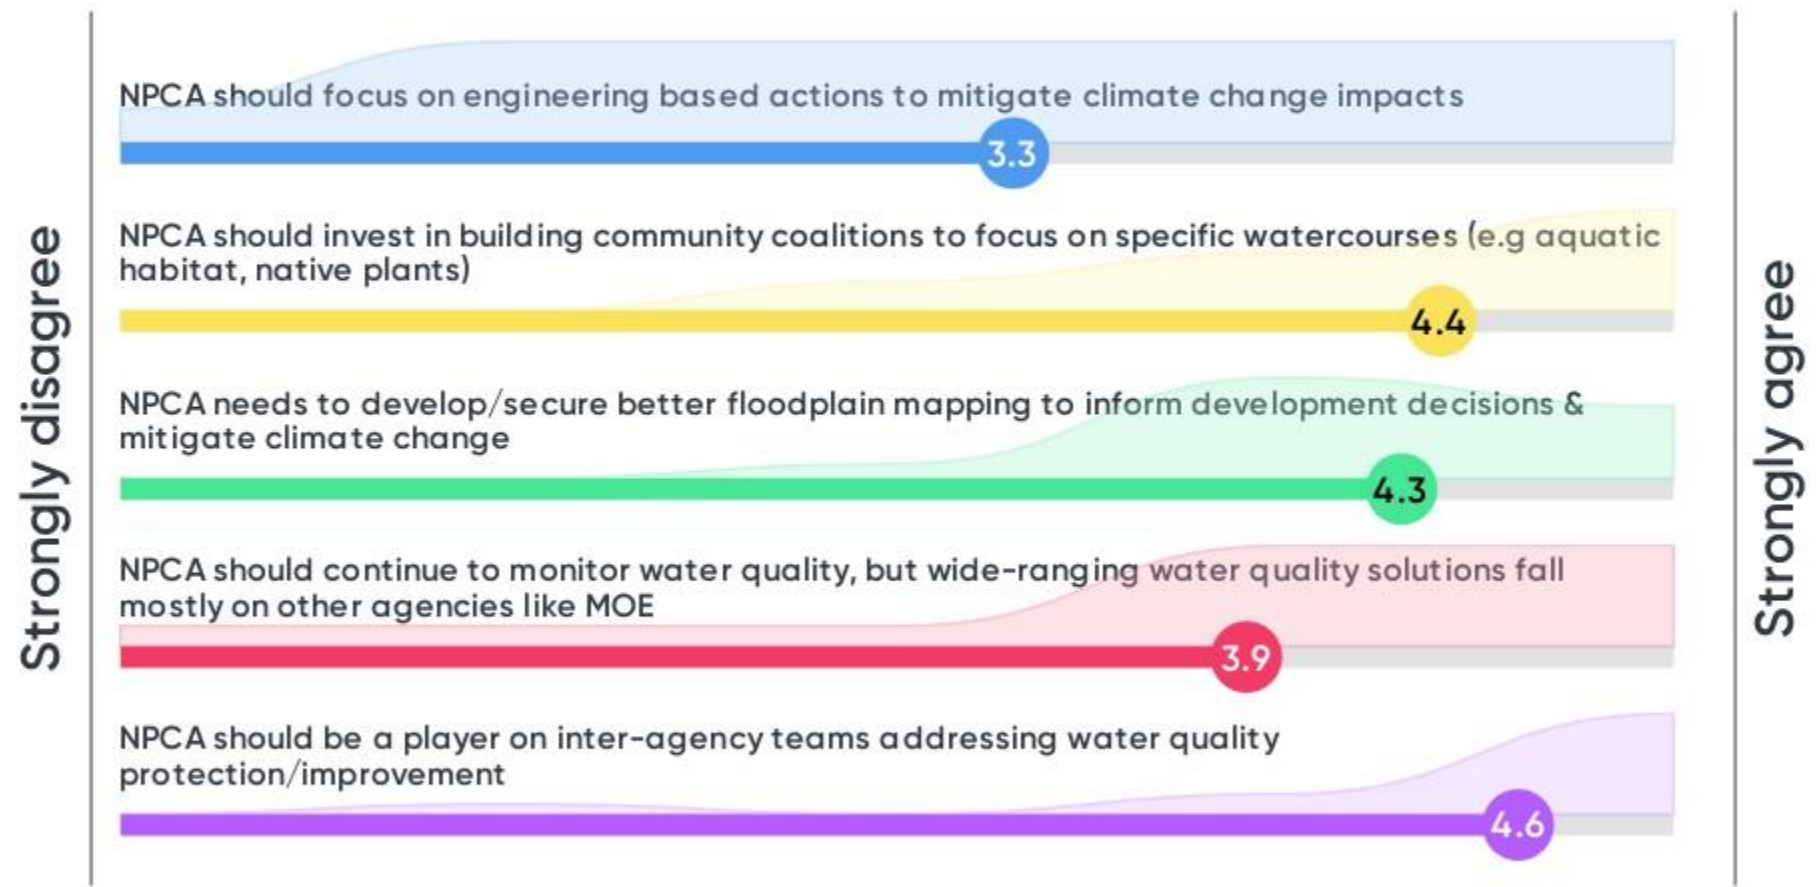 Strongly disagree
NPCA should focus on engineering based actions to mitigate climate change impacts
3.3
NPCA should invest in building community coalitions to focus on specific watercourses (e.g aquatic
habitat, native plants)
4.4
NPCA needs to develop/secure better floodplain mapping to inform development decisions &
mitigate climate change
4.3
NPCA should continue to monitor water quality, but wide-ranging water quality solutions fall
mostly on other agencies like MOE
3.9
NPCA should be a player on inter-agency teams addressing water quality
protection/improvement
4.6
Strongly agree